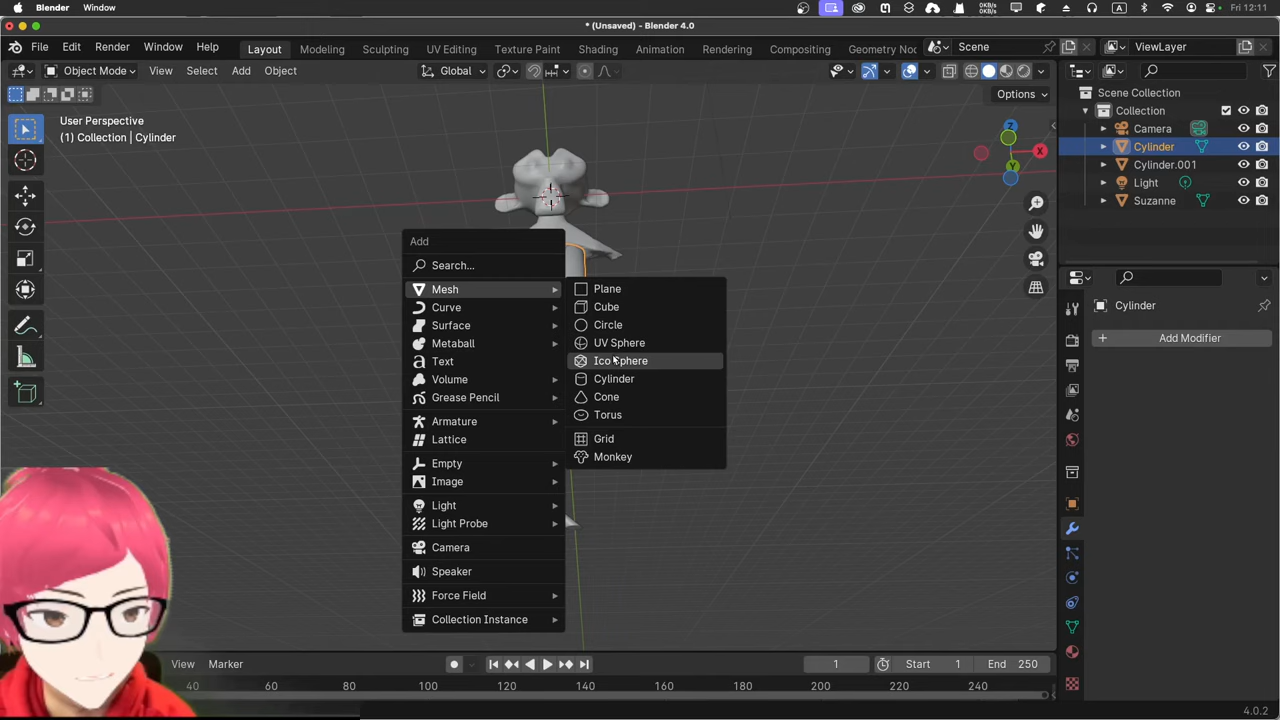 Blender Window
0KB/s
0KB/s
A
Fri 12:11
* (Unsaved) - Blender 4.0
File Edit Render Window Help
Layout Modeling Sculpting UV Editing Texture Paint Shading Animation Rendering Compositing Geometry Noc
Scene
ViewLayer
Object Mode View Select Add Object
Global
Options
User Perspective
(1) Collection | Cylinder
Z
X
Y
Scene Collection
Collection
Camera
Cylinder
Cylinder.001
Light
Suzanne
Cylinder
+ Add Modifier
Add
Search...
Mesh
Curve
Surface
Metaball
Text
Volume
Grease Pencil
Armature
Lattice
Empty
Image
Light
Light Probe
Camera
Speaker
Force Field
Collection Instance
Plane
Cube
Circle
UV Sphere
Ico Sphere
Cylinder
Cone
Torus
Grid
Monkey
View Marker
1
Start 1
End 250
40 60 80 100 120 140 160 180 200 220 240
4.0.2